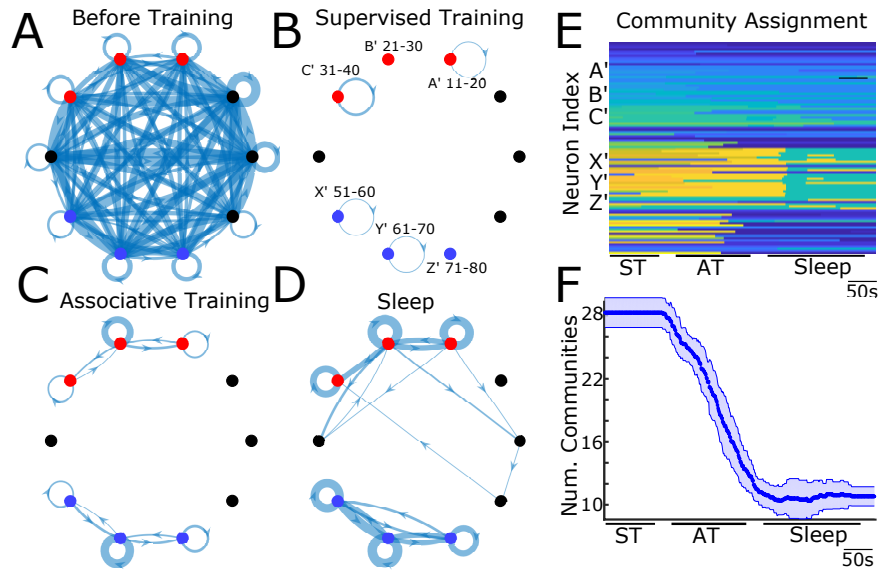 A Before Training
B Supervised Training
B' 21-30
C' 31-40
A' 11-20
X' 51-60
Y' 61-70
Z' 71-80
C Associative Training
D Sleep
E Community Assignment
Neuron Index
A'
B'
C'
X'
Y'
Z'
ST AT Sleep
50s
F
Num. Communities
28
22
16
10
ST AT Sleep
50s